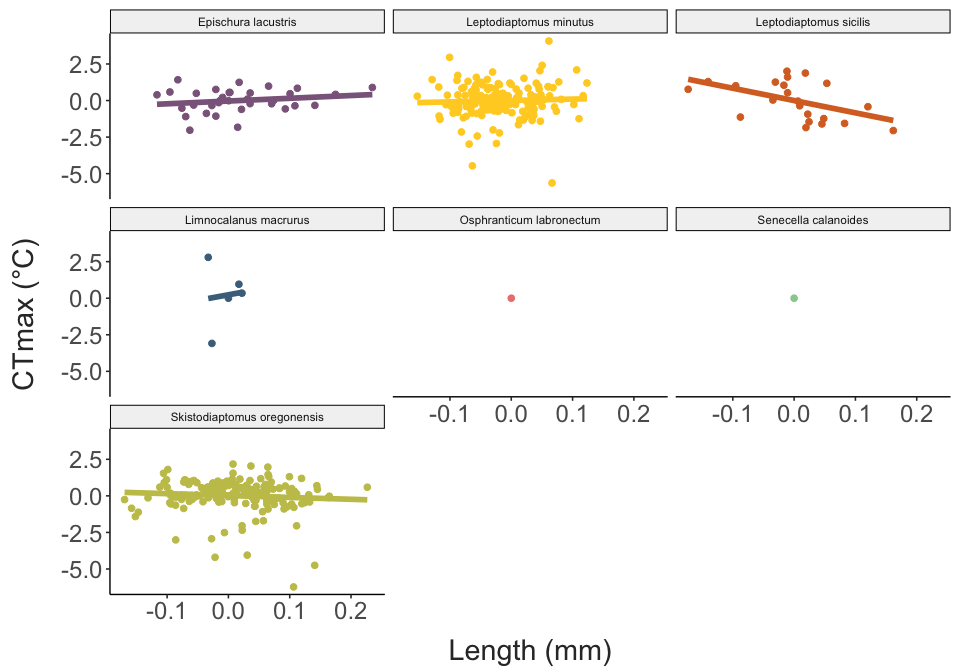 Epischura lacustris
Leptodiaptomus minutus
Leptodiaptomus sicilis
2.5
0.0
-2.5
-5.0
Limnocalanus macrurus
Osphranticum labronectum
Senecella calanoides
2.5
0.0
-2.5
-5.0
-0.1 0.0 0.1 0.2
-0.1 0.0 0.1 0.2
Skistodiaptomus oregonensis
2.5
0.0
-2.5
-5.0
-0.1 0.0 0.1 0.2
CTmax (°C)
Length (mm)